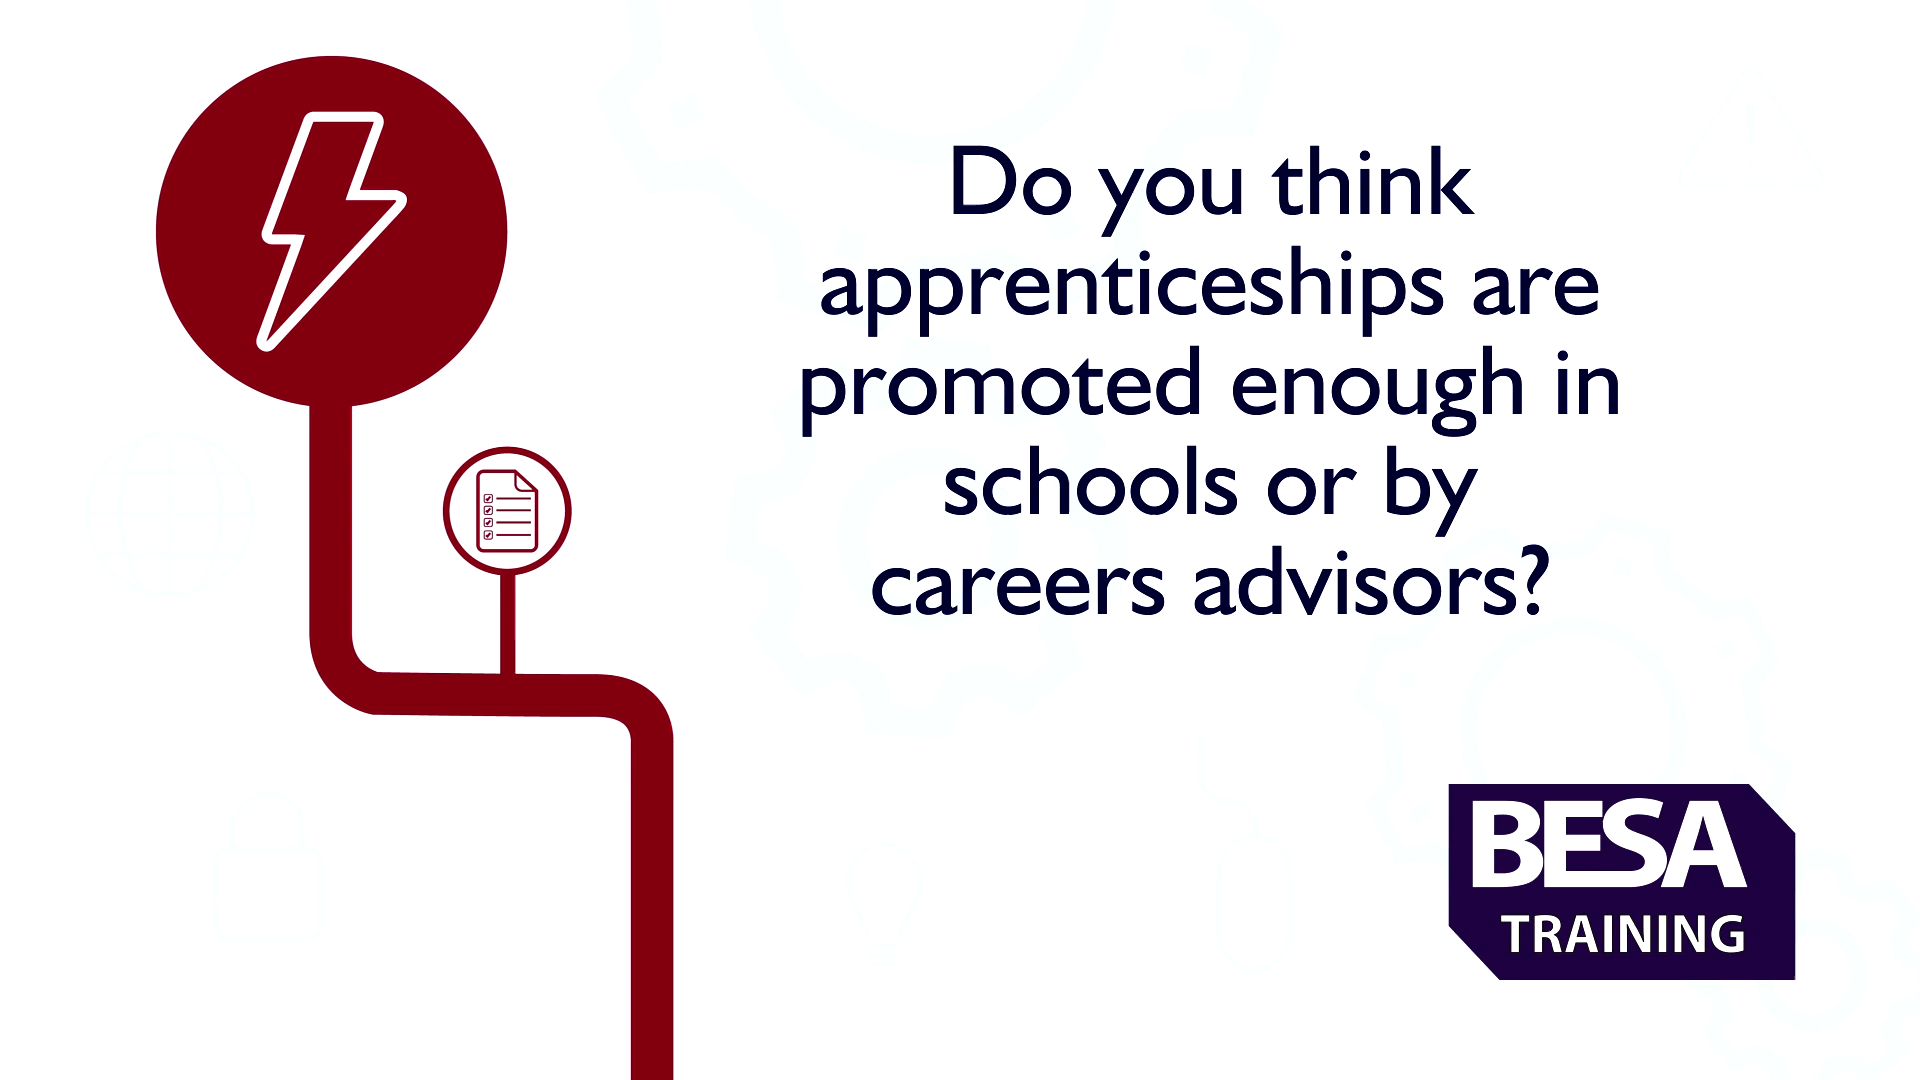 Do you think
apprenticeships are
promoted enough in
schools or by
careers advisors?
BESA
TRAINING